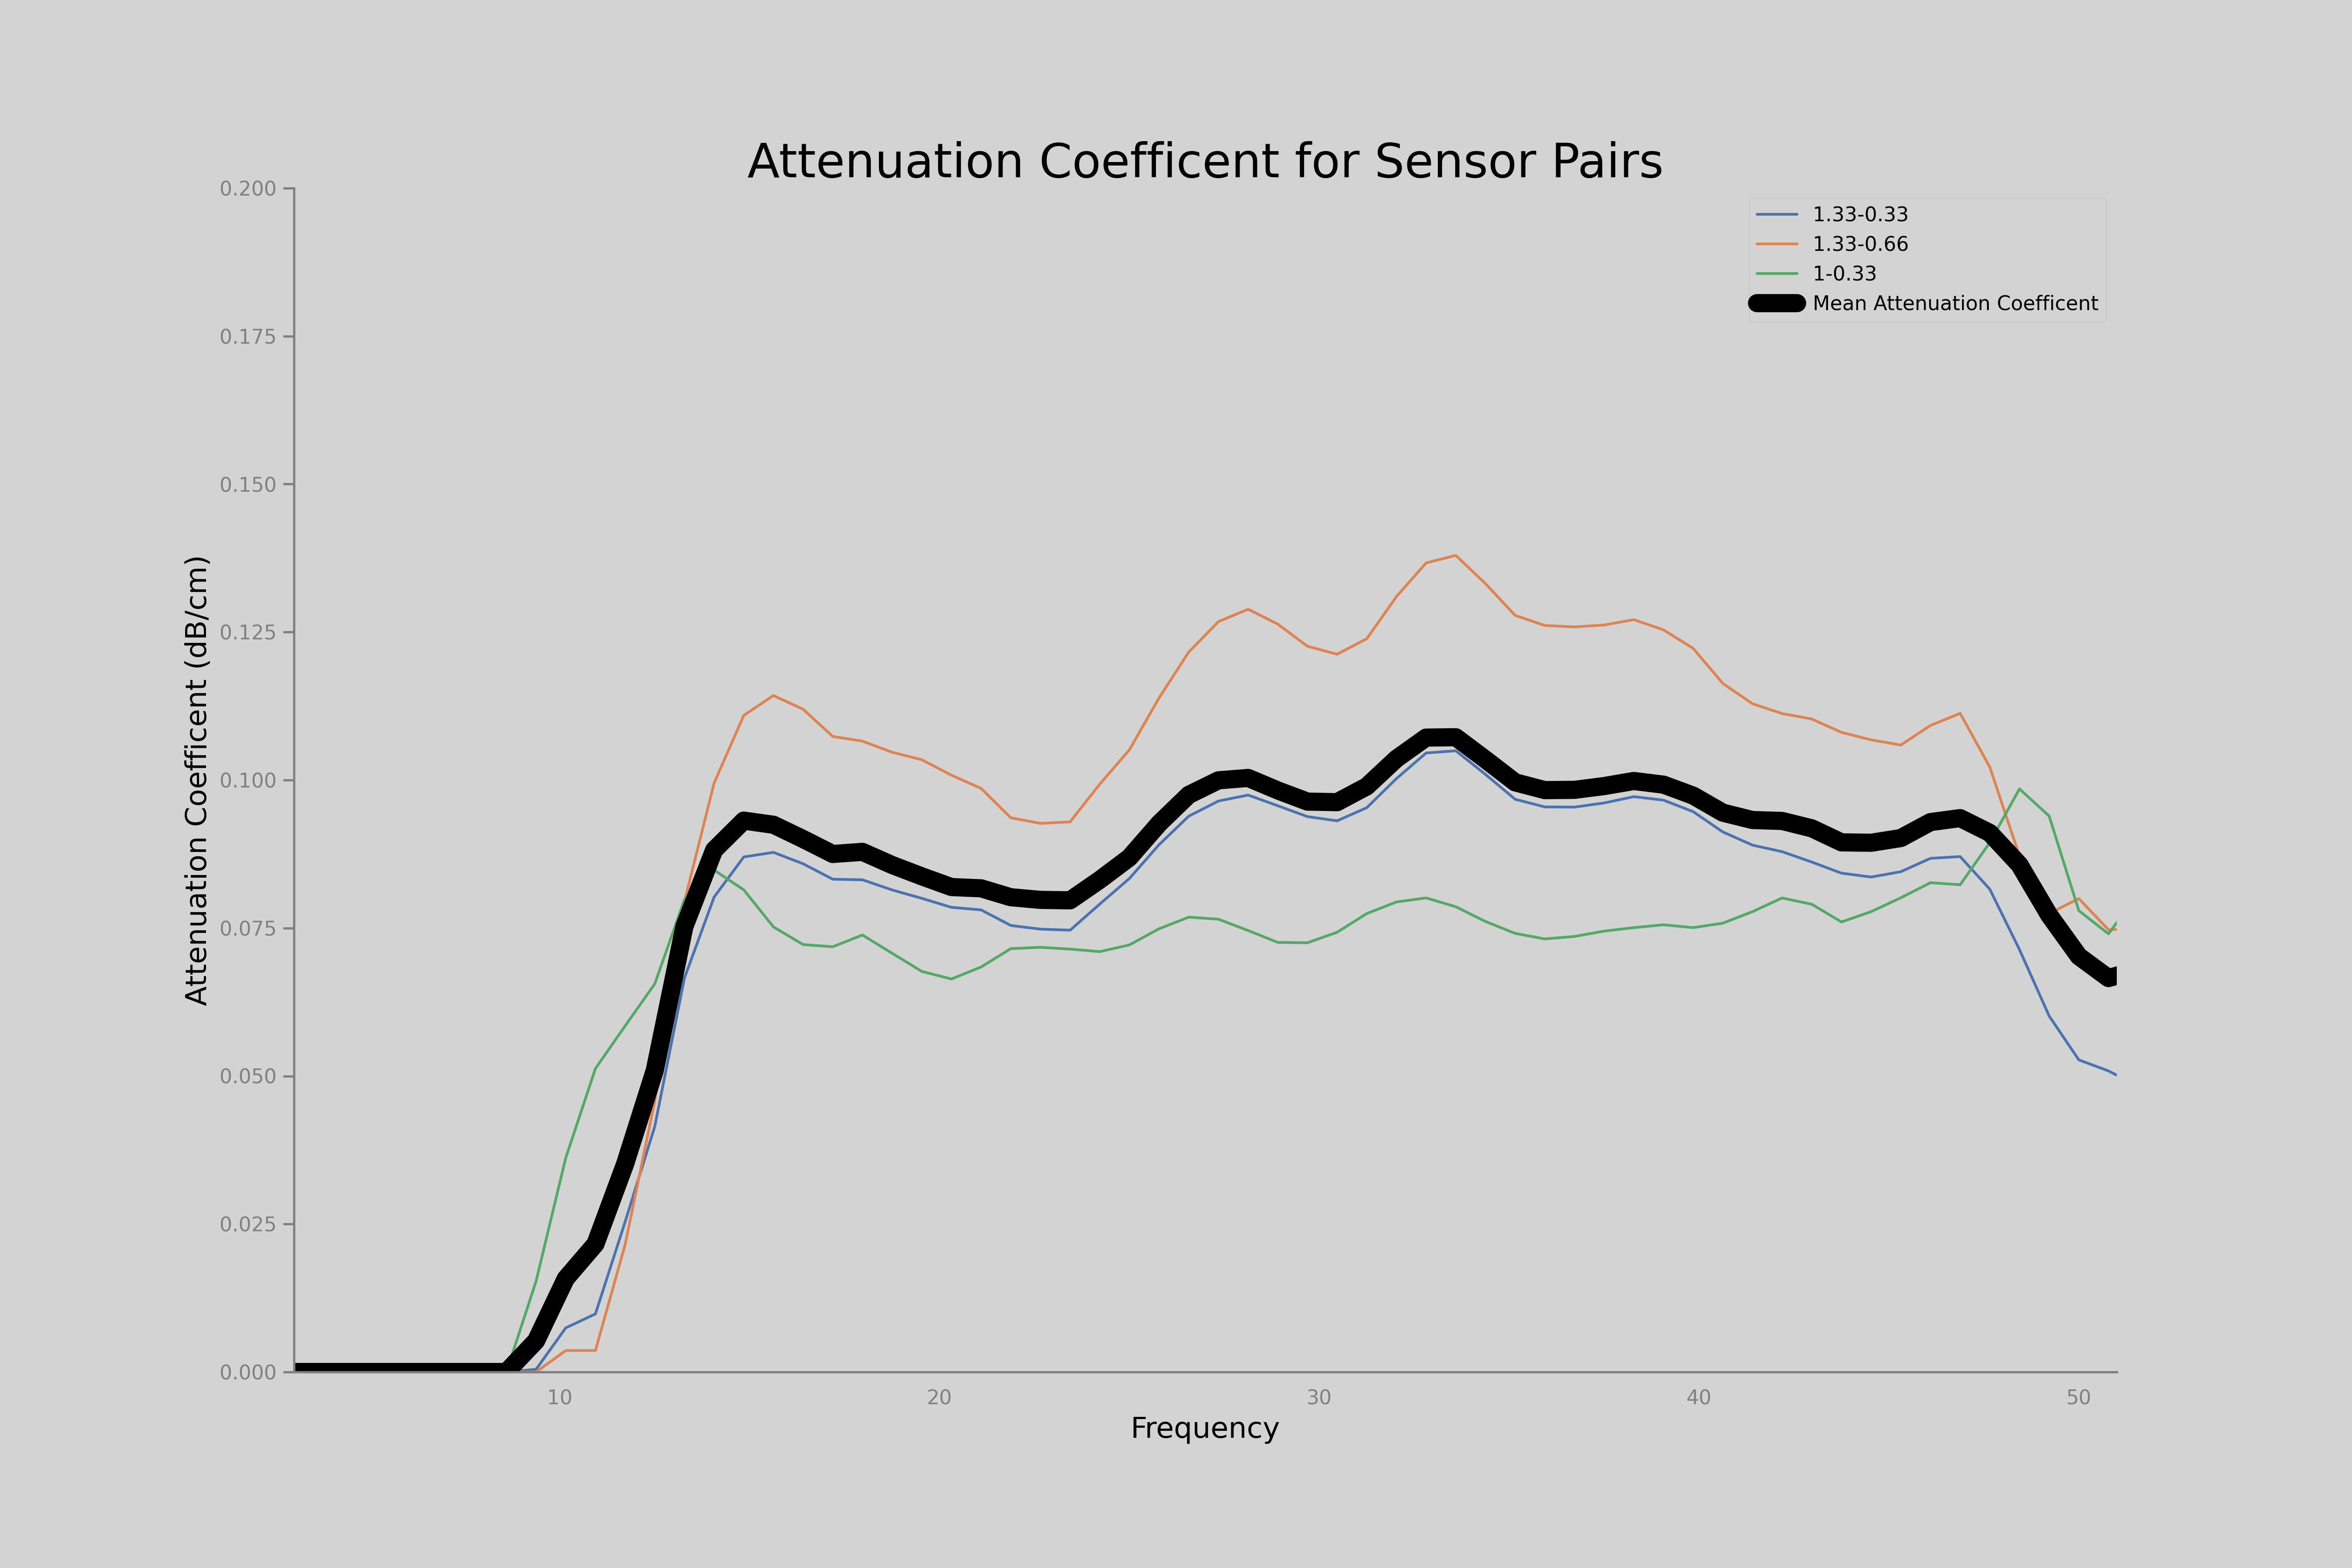 Attenuation Coefficent for Sensor Pairs
0.200
0.175
0.150
0.125
0.100
0.075
0.050
0.025
0.000
Attenuation Coefficent (dB/cm)
1.33-0.33
1.33-0.66
1-0.33
Mean Attenuation Coefficent
10 20 30 40 50
Frequency